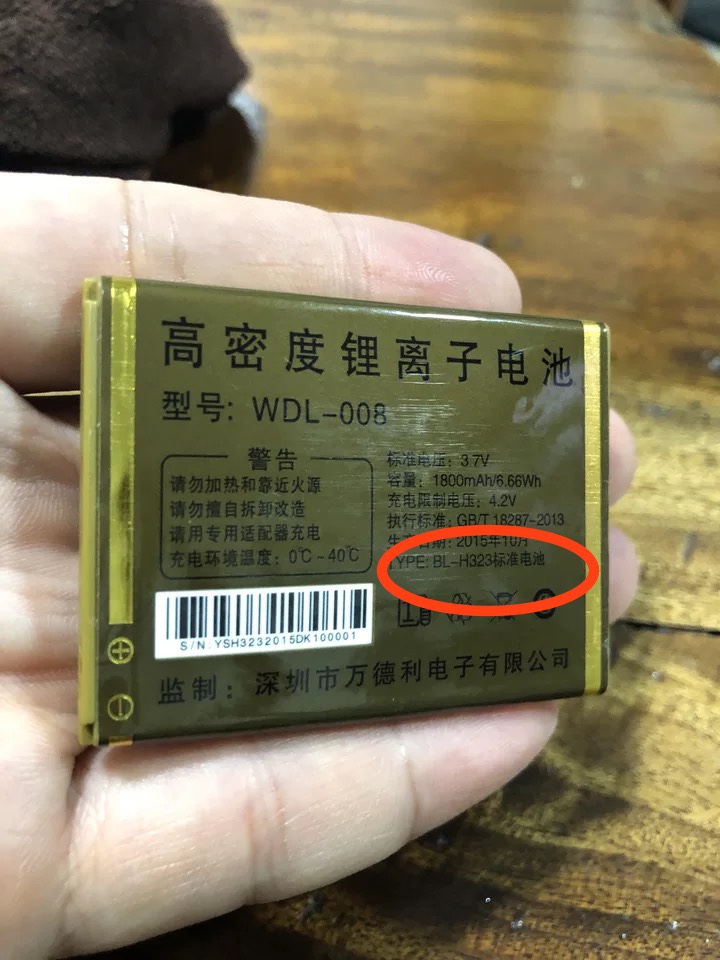 高密度锂离子电池
型号: WDL-008
警告
请勿加热和靠近火源
请勿擅自拆卸改造
请用专用适配器充电
充电环境温度: 0℃-40℃
标准电压: 3.7V
容量: 1800mAh/6.66Wh
充电限制电压: 4.2V
执行标准: GB/T 18287-2013
生产日期: 2015年10月
TYPE: BL-H323标准电池
S/N.YSH3232015DK100001
监制: 深圳市万德利电子有限公司